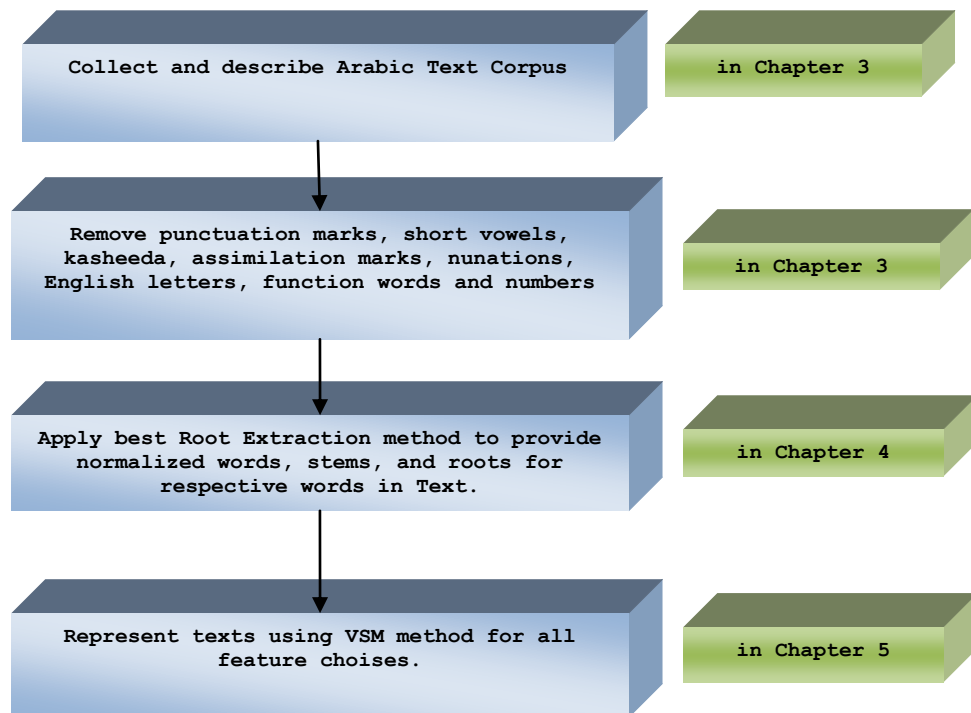 Collect and describe Arabic Text Corpus
in Chapter 3
Remove punctuation marks, short vowels,
kasheeda, assimilation marks, nunations,
English letters, function words and numbers
in Chapter 3
Apply best Root Extraction method to provide
normalized words, stems, and roots for
respective words in Text.
in Chapter 4
Represent texts using VSM method for all
feature choises.
in Chapter 5